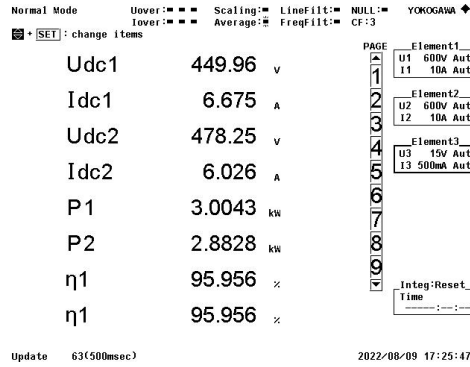 Normal Mode Uover: Scaling: LineFilt: NULL: YOKOGAWA
Iover: Average: FreqFilt: CF:3
+ SET : change items
PAGE
Udc1 449.96 V
Idc1 6.675 A
Udc2 478.25 V
Idc2 6.026 A
P1 3.0043 kW
P2 2.8828 kW
η1 95.956 %
η1 95.956 %
1
2
3
4
5
6
7
8
9
Element1
U1 600V Aut
I1 10A Aut
Element2
U2 600V Aut
I2 10A Aut
Element3
U3 15V Aut
I3 500mA Aut
Integ:Reset
Time
-----:--:--
Update 63(500msec) 2022/08/09 17:25:47